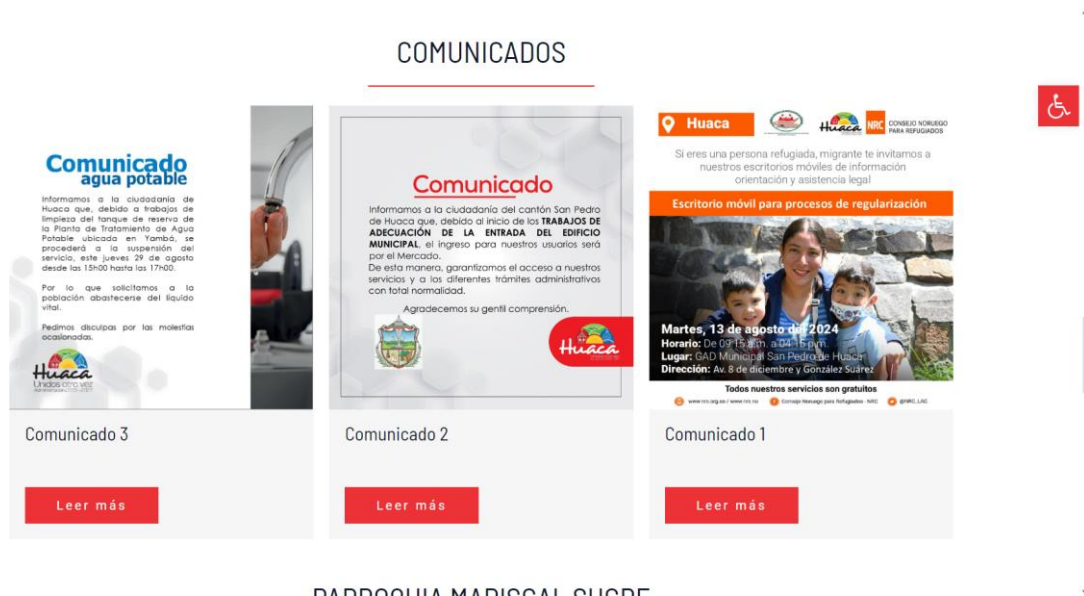 COMUNICADOS
Comunicado
agua potable
Informamos a la ciudadanía de
Huaca que, debido a trabajos de
limpieza del tanque de reserva de
la Planta de Tratamiento de Agua
Potable ubicada en Yambá, se
procederá a la suspensión del
servicio, este jueves 29 de agosto
desde las 15h00 hasta las 17h00.
Por lo que solicitamos a la
población abastecerse del líquido
vital.
Pedimos disculpas por las molestias
ocasionadas.
Huaca
Unidos otra vez
Comunicado 3
Leer más
Comunicado
Informamos a la ciudadanía del cantón San Pedro
de Huaca que, debido al inicio de los TRABAJOS DE
ADECUACIÓN DE LA ENTRADA DEL EDIFICIO
MUNICIPAL, el ingreso para nuestros usuarios será
por el Mercado.
De esta manera, garantizamos el acceso a nuestros
servicios y a los diferentes trámites administrativos
con total normalidad.
Agradecemos su gentil comprensión.
Huaca
Comunicado 2
Leer más
Huaca
Huaca
NRC CONSEJO NORUEGO
PARA REFUGIADOS
Si eres una persona refugiada, migrante te invitamos a
nuestros escritorios móviles de información
orientación y asistencia legal
Escritorio móvil para procesos de regularización
Martes, 13 de agosto del 2024
Horario: De 09:15 a.m. a 04:15 p.m.
Lugar: GAD Municipal San Pedro de Huaca
Dirección: Av. 8 de diciembre y González Suárez
Todos nuestros servicios son gratuitos
www.nrc.org.co / www.nrc.no Consejo Noruego para Refugiados - NRC @NRC_LAC
Comunicado 1
Leer más
PARROQUIA MARISCAL SUCRE